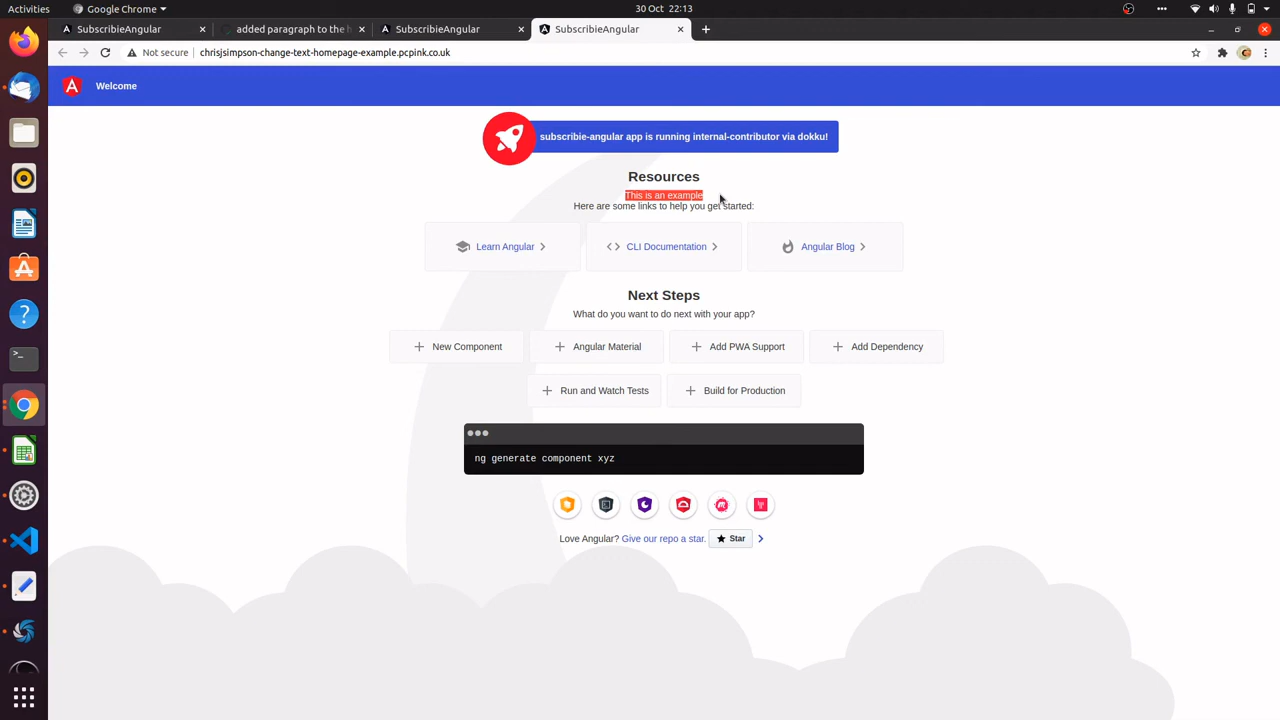 Activities
Google Chrome
30 Oct 22:13
SubscribieAngular
added paragraph to the h
SubscribieAngular
SubscribieAngular
Not secure
chrisjsimpson-change-text-homepage-example.pcpink.co.uk
Welcome
subscribie-angular app is running internal-contributor via dokku!
Resources
This is an example
Here are some links to help you get started:
Learn Angular
CLI Documentation
Angular Blog
Next Steps
What do you want to do next with your app?
New Component
Angular Material
Add PWA Support
Add Dependency
Run and Watch Tests
Build for Production
ng generate component xyz
Love Angular? Give our repo a star.
Star